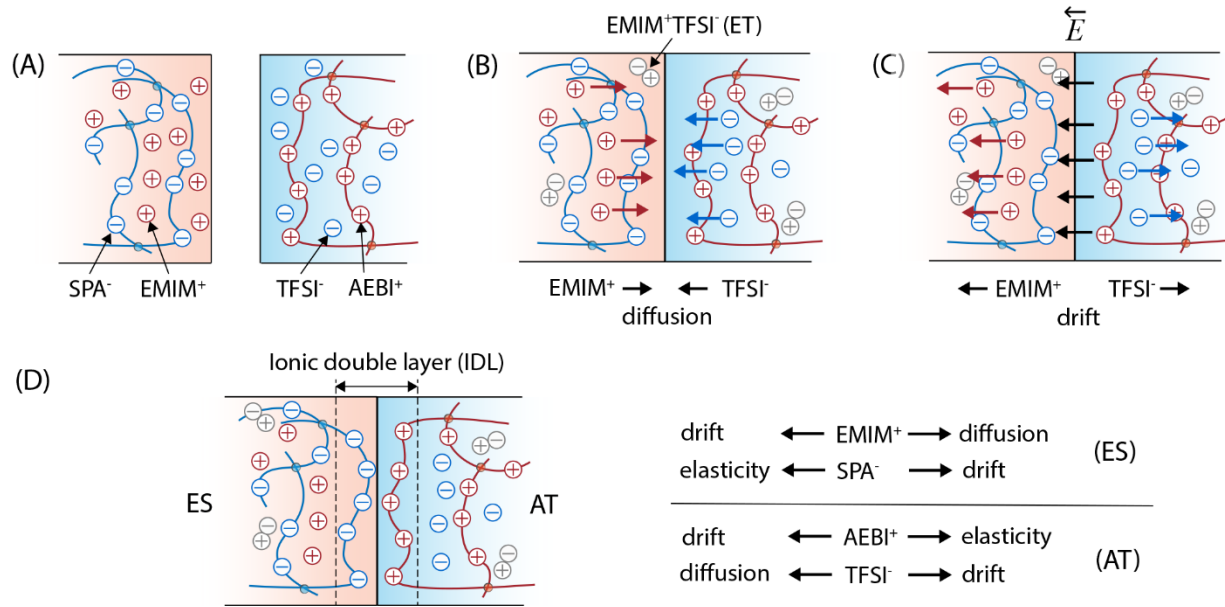 (A)
SPA⁻ EMIM⁺
TFSI⁻ AEBI⁺
EMIM⁺TFSI⁻ (ET)
(B)
EMIM⁺ → ← TFSI⁻
diffusion
E
(C)
← EMIM⁺ TFSI⁻ →
drift
(D)
Ionic double layer (IDL)
ES
AT
drift ← EMIM⁺ → diffusion
elasticity ← SPA⁻ → drift
(ES)
drift ← AEBI⁺ → elasticity
diffusion ← TFSI⁻ → drift
(AT)